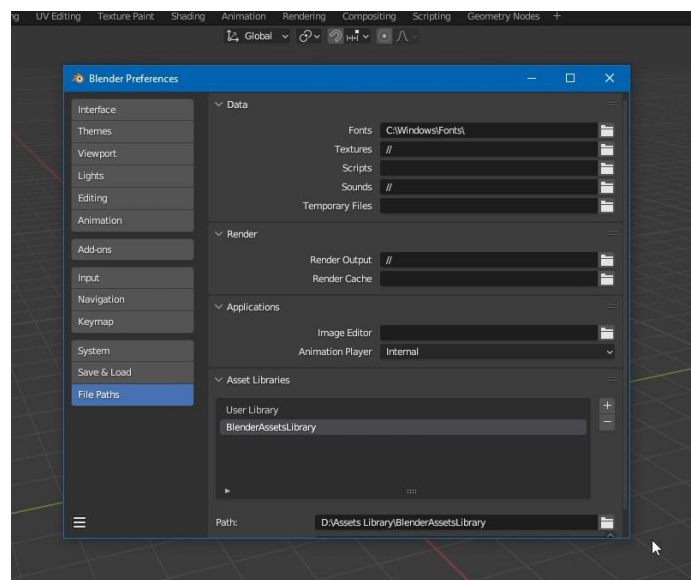 UV Editing Texture Paint Shading Animation Rendering Compositing Scripting Geometry Nodes +
Global
Blender Preferences
Interface
Themes
Viewport
Lights
Editing
Animation
Add-ons
Input
Navigation
Keymap
System
Save & Load
File Paths
Data
Fonts C:\Windows\Fonts\
Textures //
Scripts
Sounds //
Temporary Files
Render
Render Output //
Render Cache
Applications
Image Editor
Animation Player Internal
Asset Libraries
User Library
BlenderAssetsLibrary
Path: D:\Assets Library\BlenderAssetsLibrary